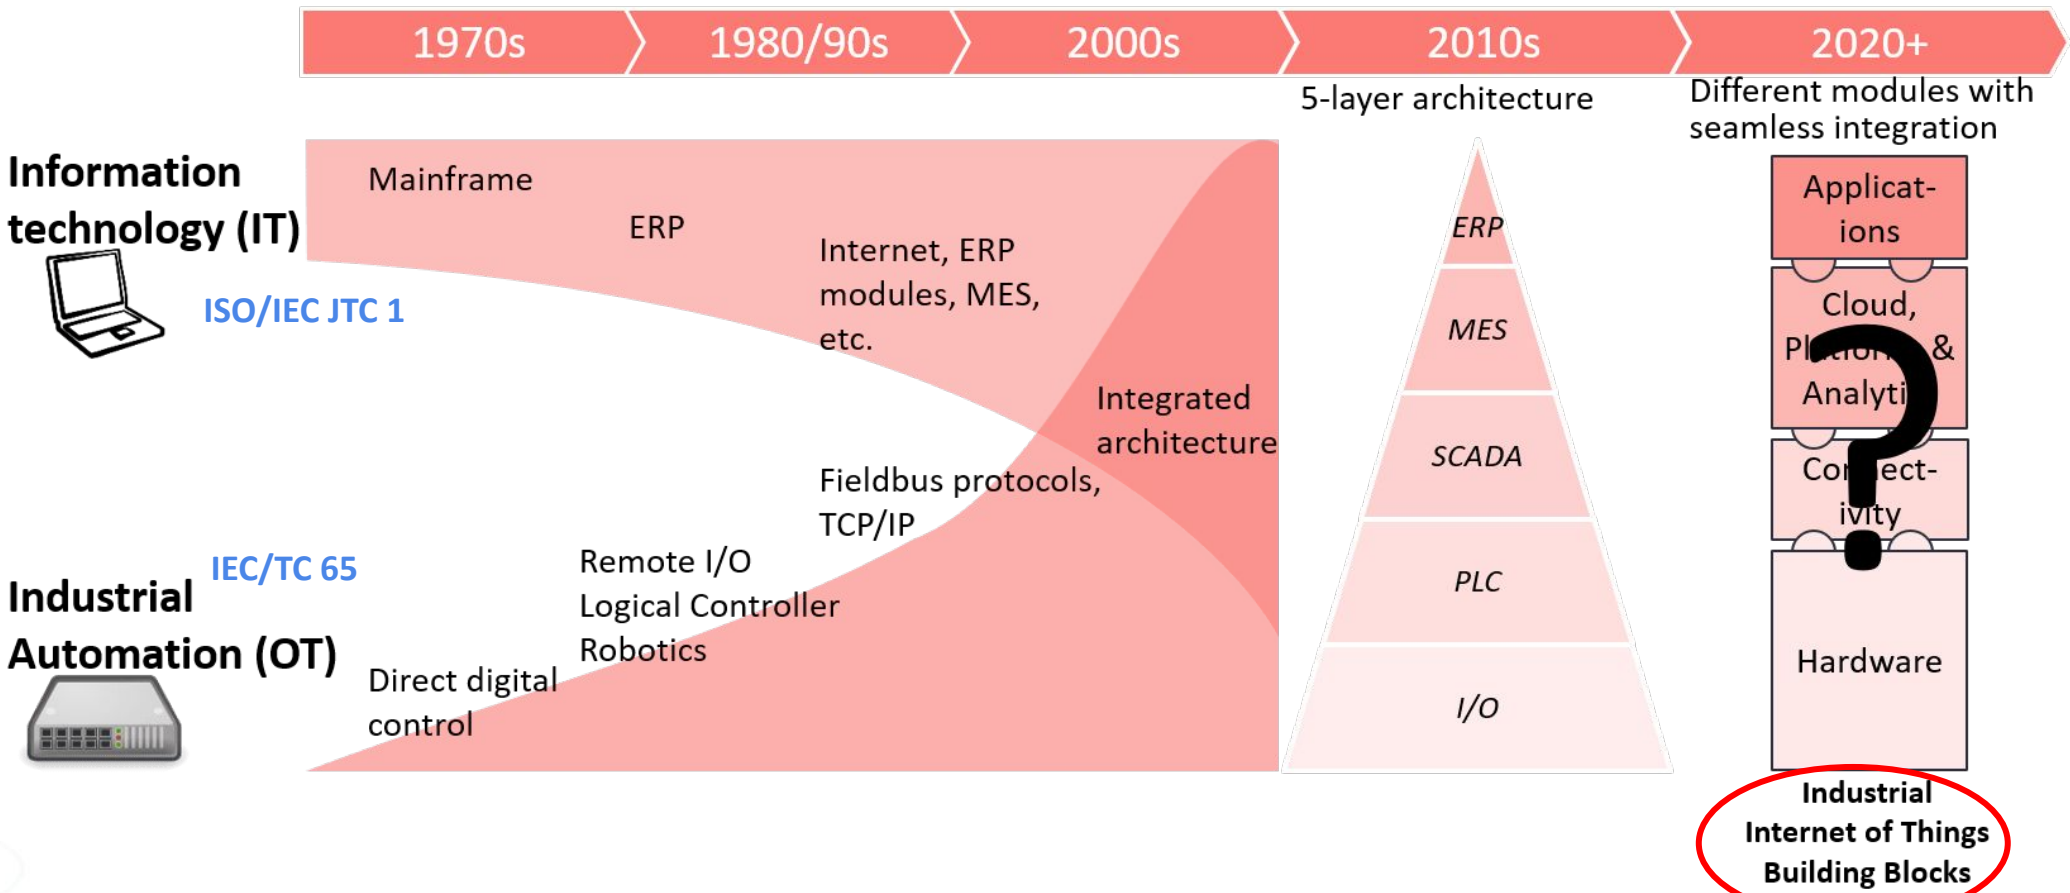 1970s
1980/90s
2000s
2010s
2020+
5-layer architecture
Different modules with
seamless integration
Information
technology (IT)
ISO/IEC JTC 1
Mainframe
ERP
Internet, ERP
modules, MES,
etc.
Integrated
architecture
Fieldbus protocols,
TCP/IP
Remote I/O
Logical Controller
Robotics
Direct digital
control
IEC/TC 65
Industrial
Automation (OT)
ERP
MES
SCADA
PLC
I/O
Applicat-
ions
Cloud,
&
?
ivity
Hardware
Industrial
Internet of Things
Building Blocks